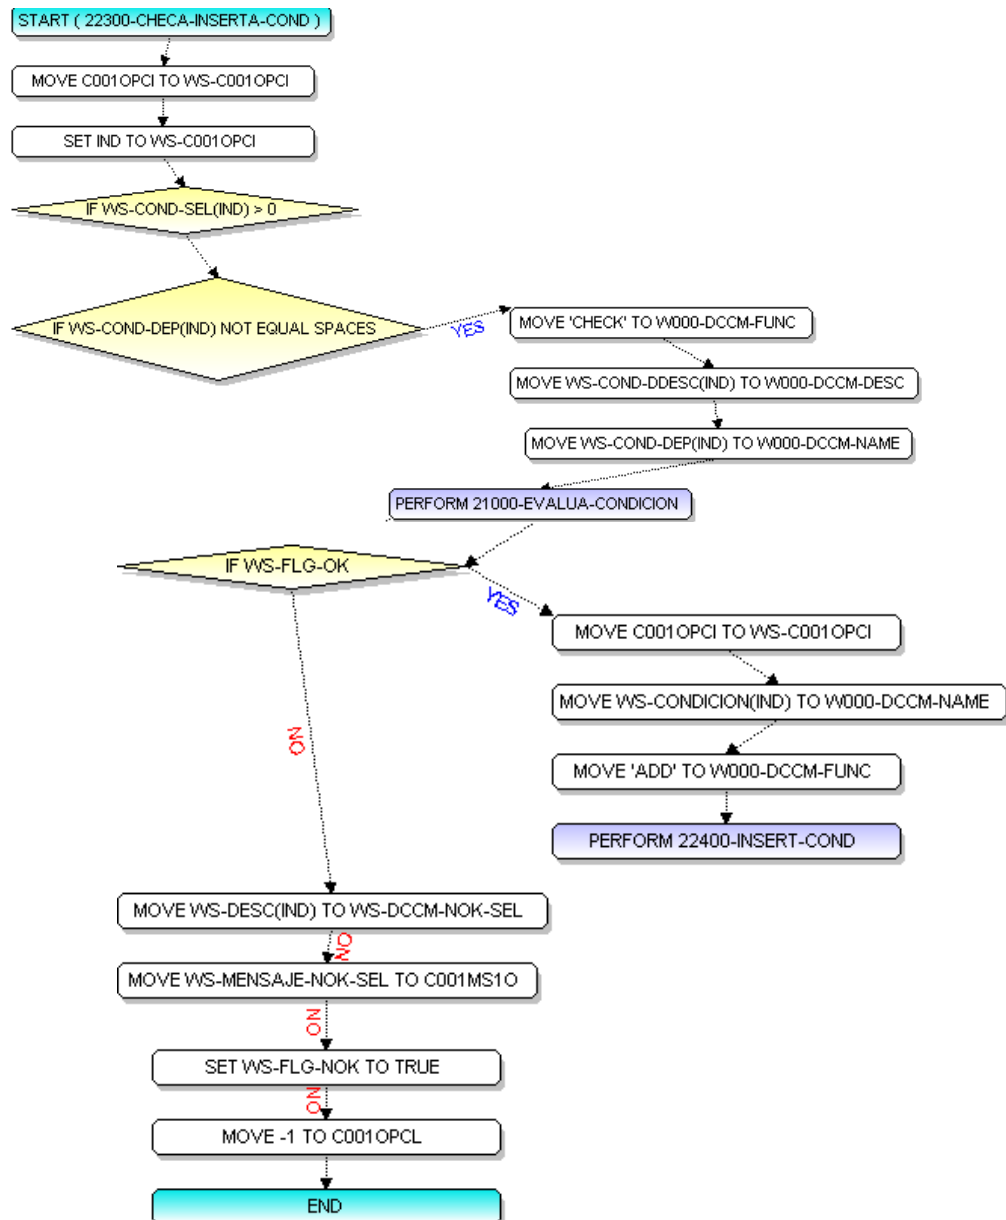 START ( 22300-CHECA-INSERTA-COND )
MOVE C001OPCI TO WS-C001OPCI
SET IND TO WS-C001OPCI
IF WS-COND-SEL(IND) > 0
IF WS-COND-DEP(IND) NOT EQUAL SPACES
YES
MOVE 'CHECK' TO W000-DCCM-FUNC
MOVE WS-COND-DDESC(IND) TO W000-DCCM-DESC
MOVE WS-COND-DEP(IND) TO W000-DCCM-NAME
PERFORM 21000-EVALUA-CONDICION
IF WS-FLG-OK
YES
MOVE C001OPCI TO WS-C001OPCI
MOVE WS-CONDICION(IND) TO W000-DCCM-NAME
MOVE 'ADD' TO W000-DCCM-FUNC
PERFORM 22400-INSERT-COND
NO
MOVE WS-DESC(IND) TO WS-DCCM-NOK-SEL
NO
MOVE WS-MENSAJE-NOK-SEL TO C001MS1O
NO
SET WS-FLG-NOK TO TRUE
NO
MOVE -1 TO C001OPCL
END